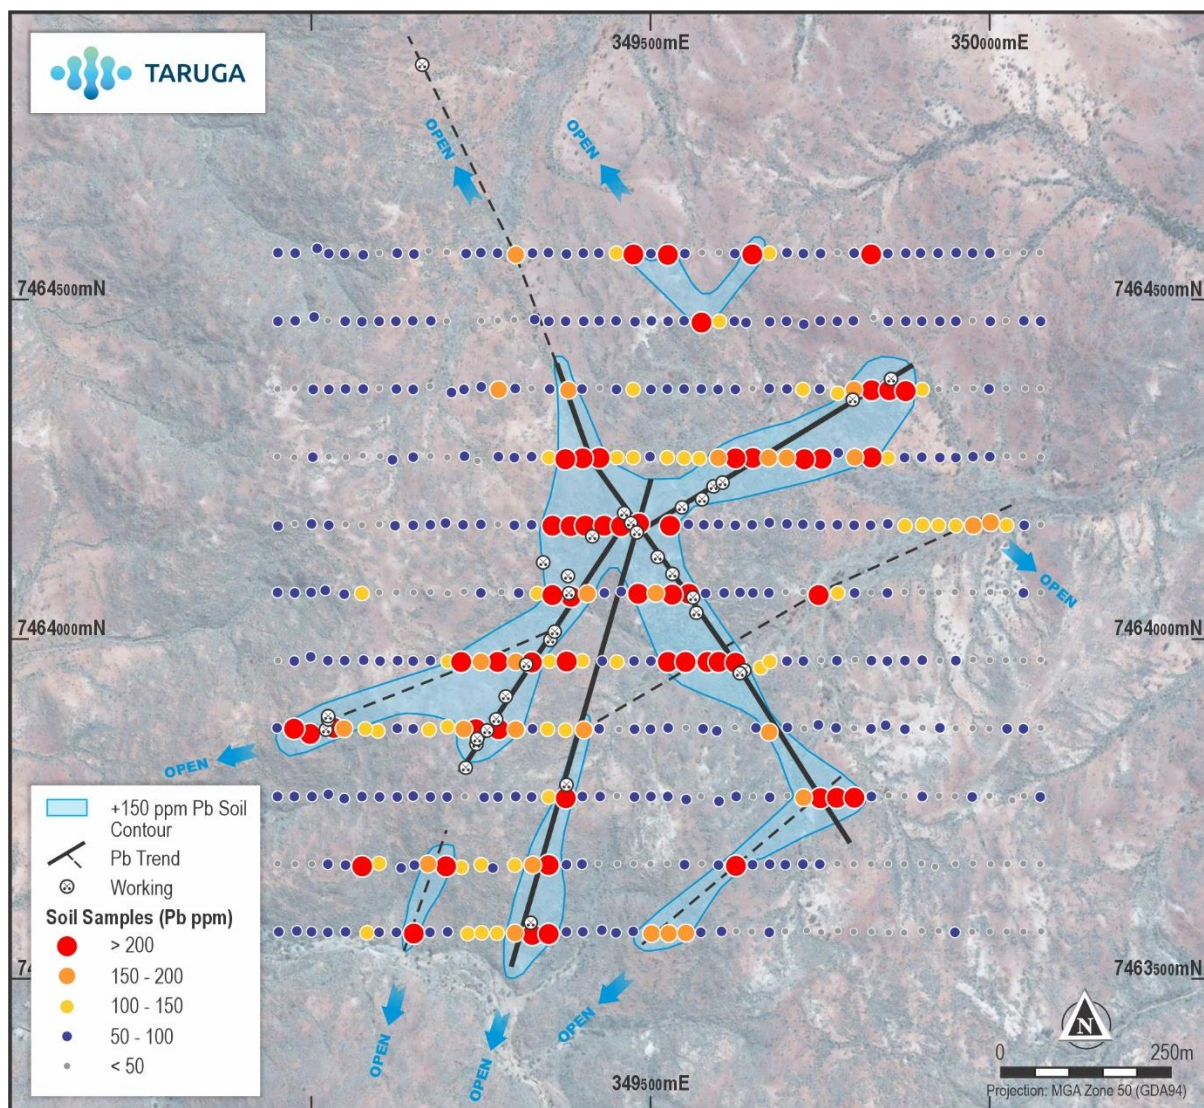 TARUGA
349500mE
350000mE
OPEN
OPEN
7464500mN
7464500mN
OPEN
7464000mN
7464000mN
OPEN
+150 ppm Pb Soil
Contour
Pb Trend
Working
Soil Samples (Pb ppm)
> 200
150 - 200
100 - 150
50 - 100
< 50
74
7463500mN
OPEN
OPEN
OPEN
349500mE
N
0
250m
Projection: MGA Zone 50 (GDA94)